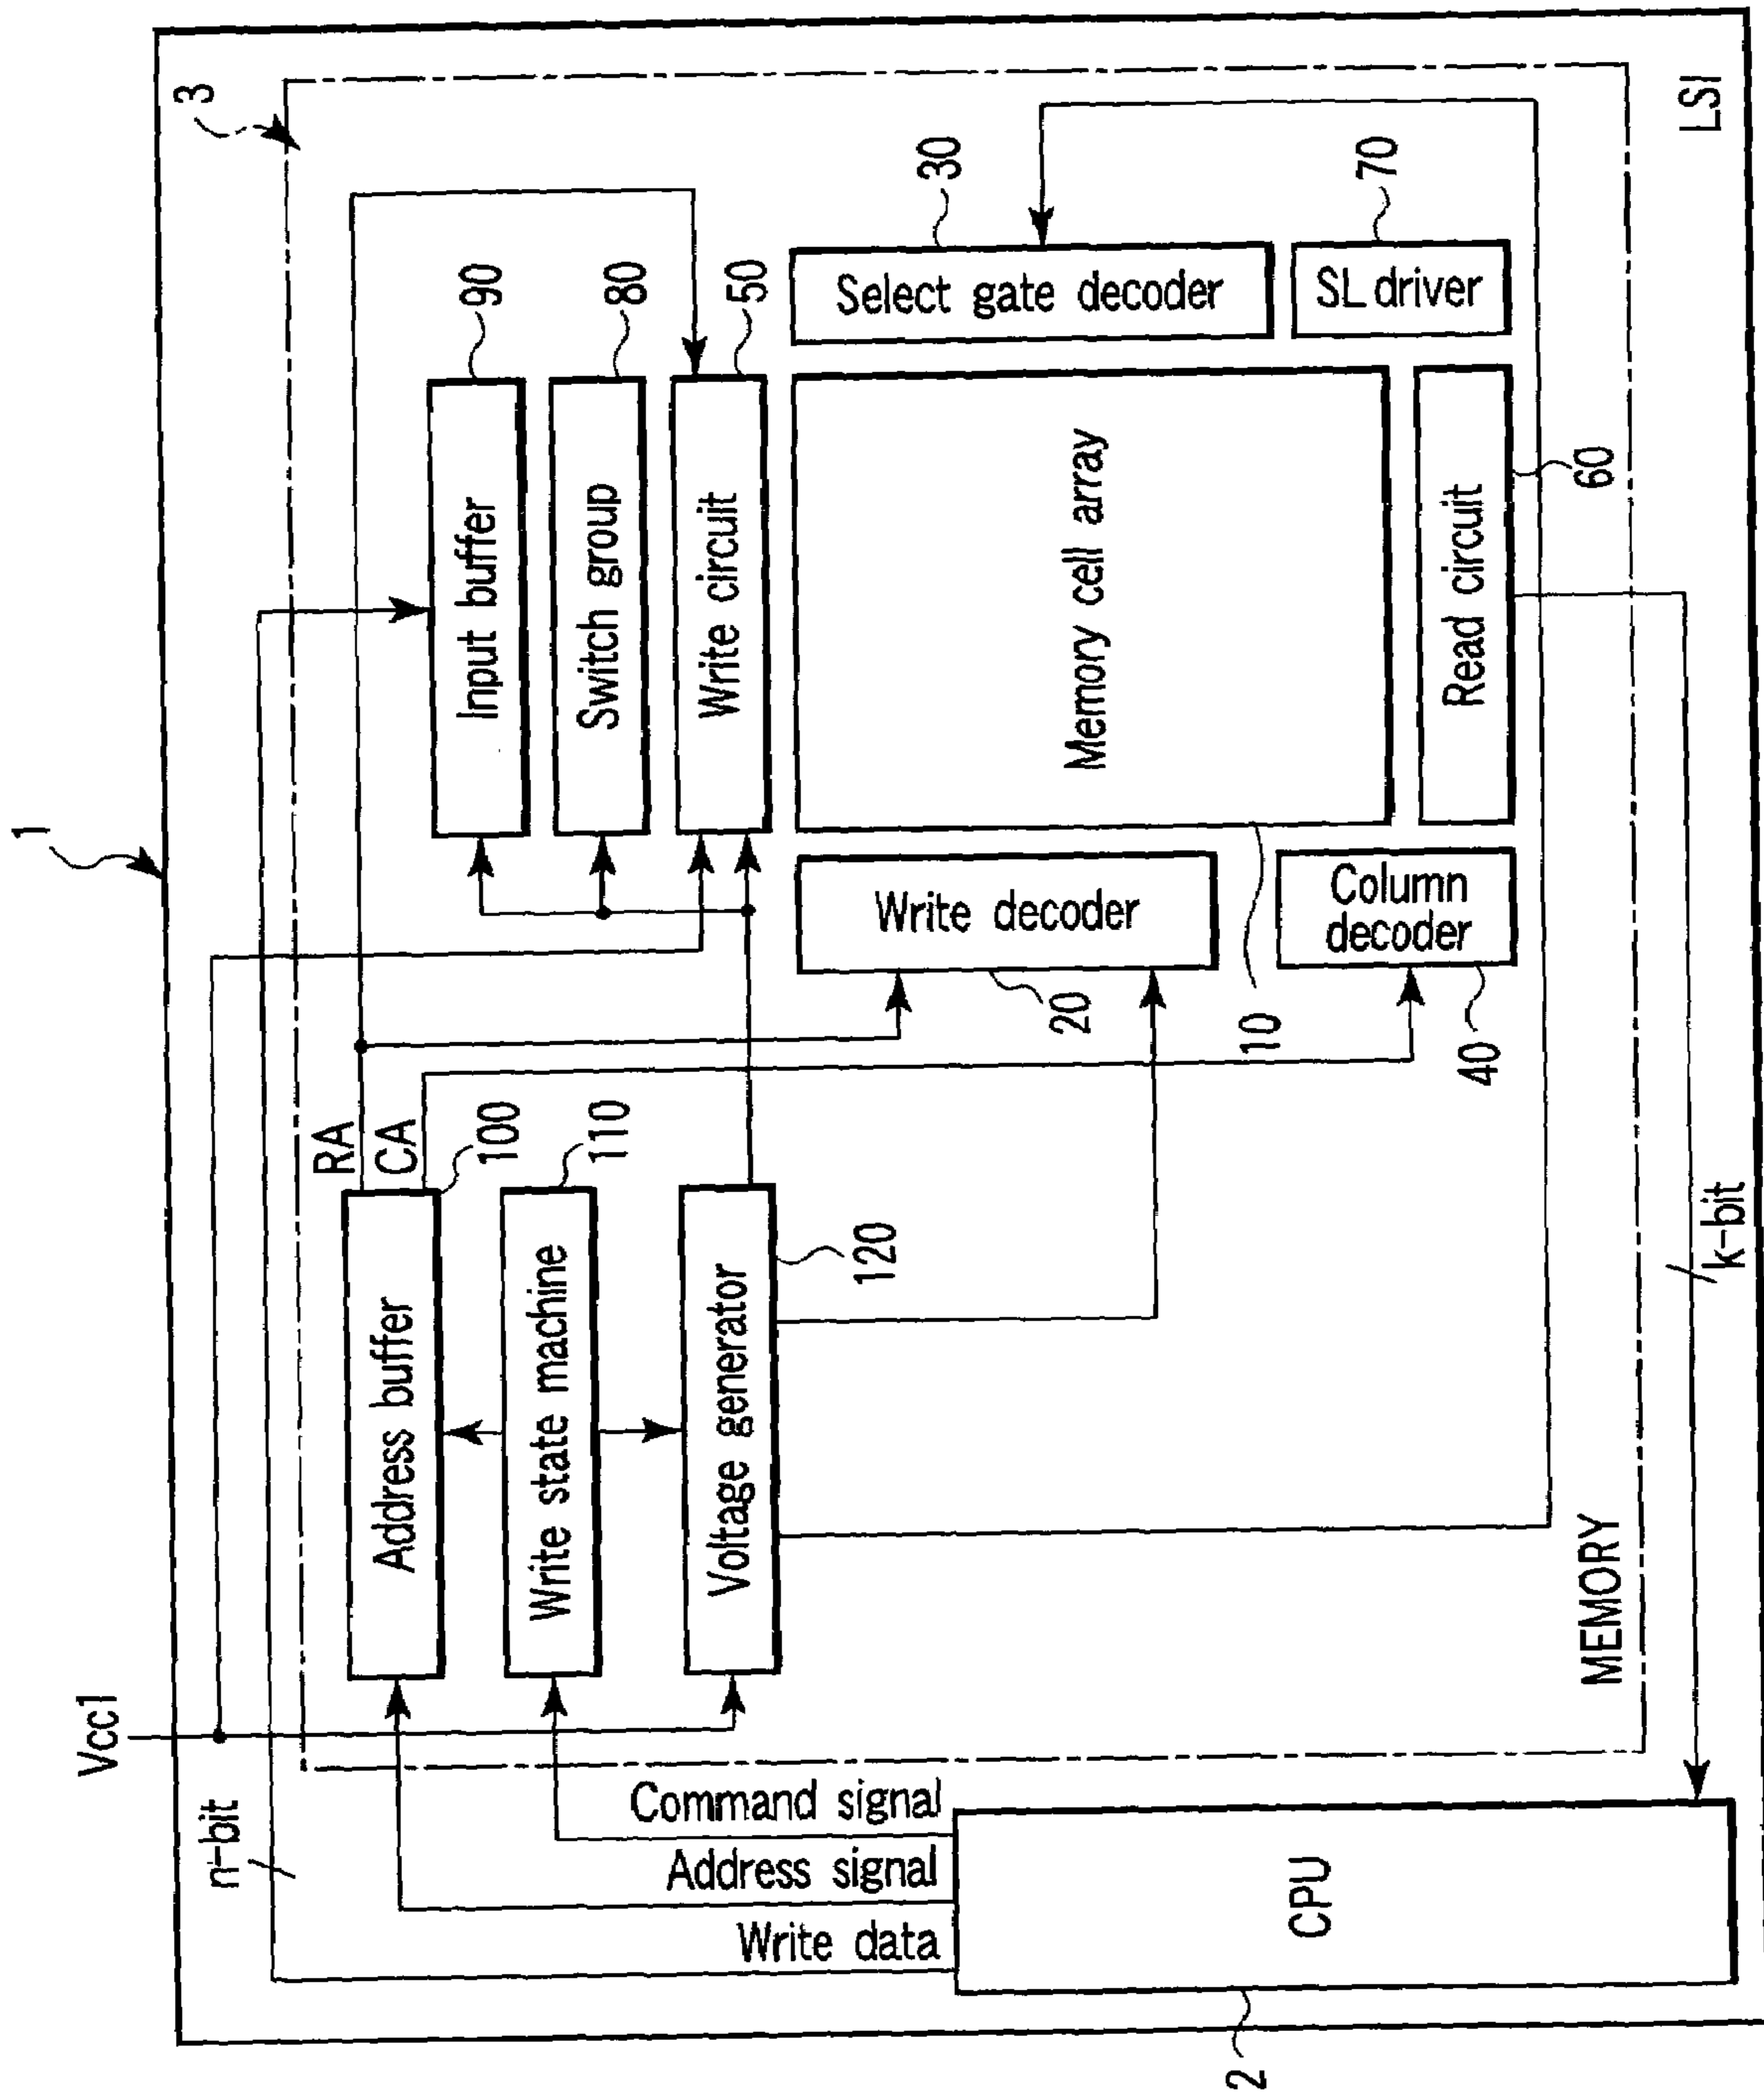 1
Vcc1
n-bit
3
RA
CA
Address buffer
100
Input buffer
90
Write state machine
110
Switch group
80
Voltage generator
120
Write circuit
50
Command signal
Address signal
Write data
Write decoder
20
Memory cell array
10
Select gate decoder
30
Column
decoder
40
Read circuit
60
SL driver
70
CPU
2
MEMORY
k-bit
LSI